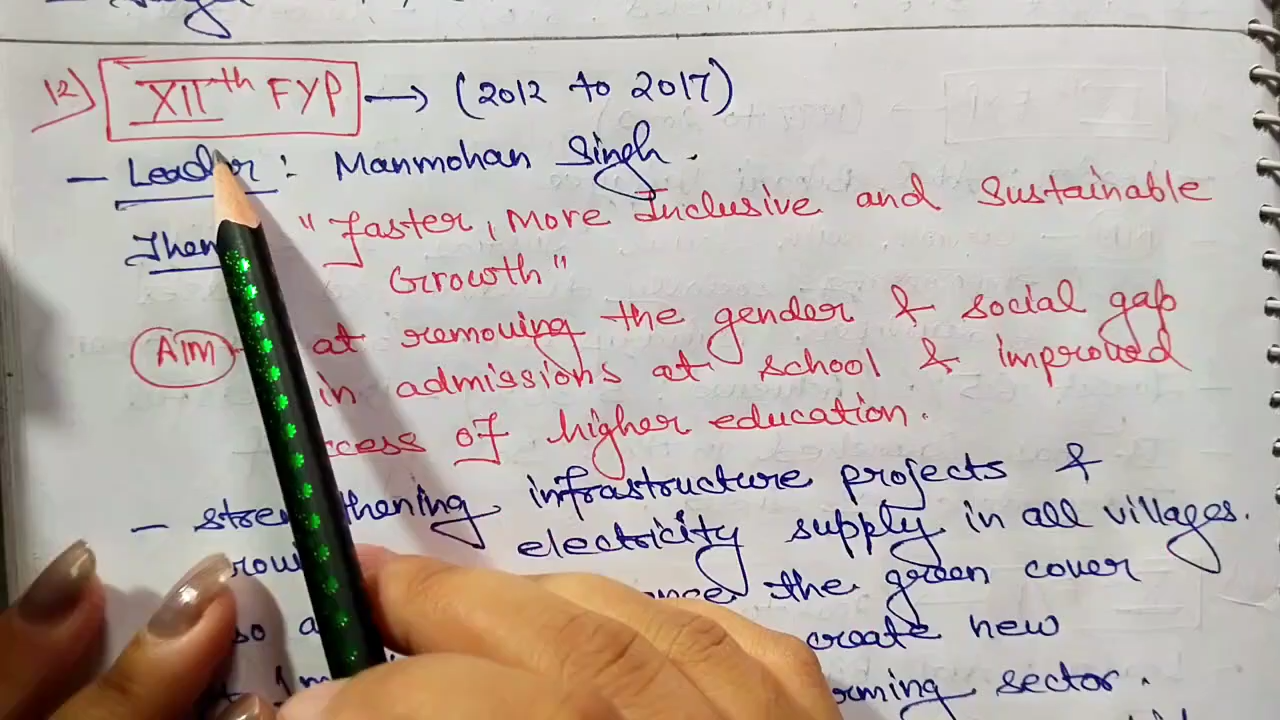 12) XIIth FYP → (2012 to 2017)
- Leader : Manmohan Singh.
"Faster, More Inclusive and Sustainable
Growth"
AIM at removing the gender & social gap
in admissions at school & improved
of higher education.
- infrastructure projects &
electricity supply in all villages.
the green cover
create new
sector.